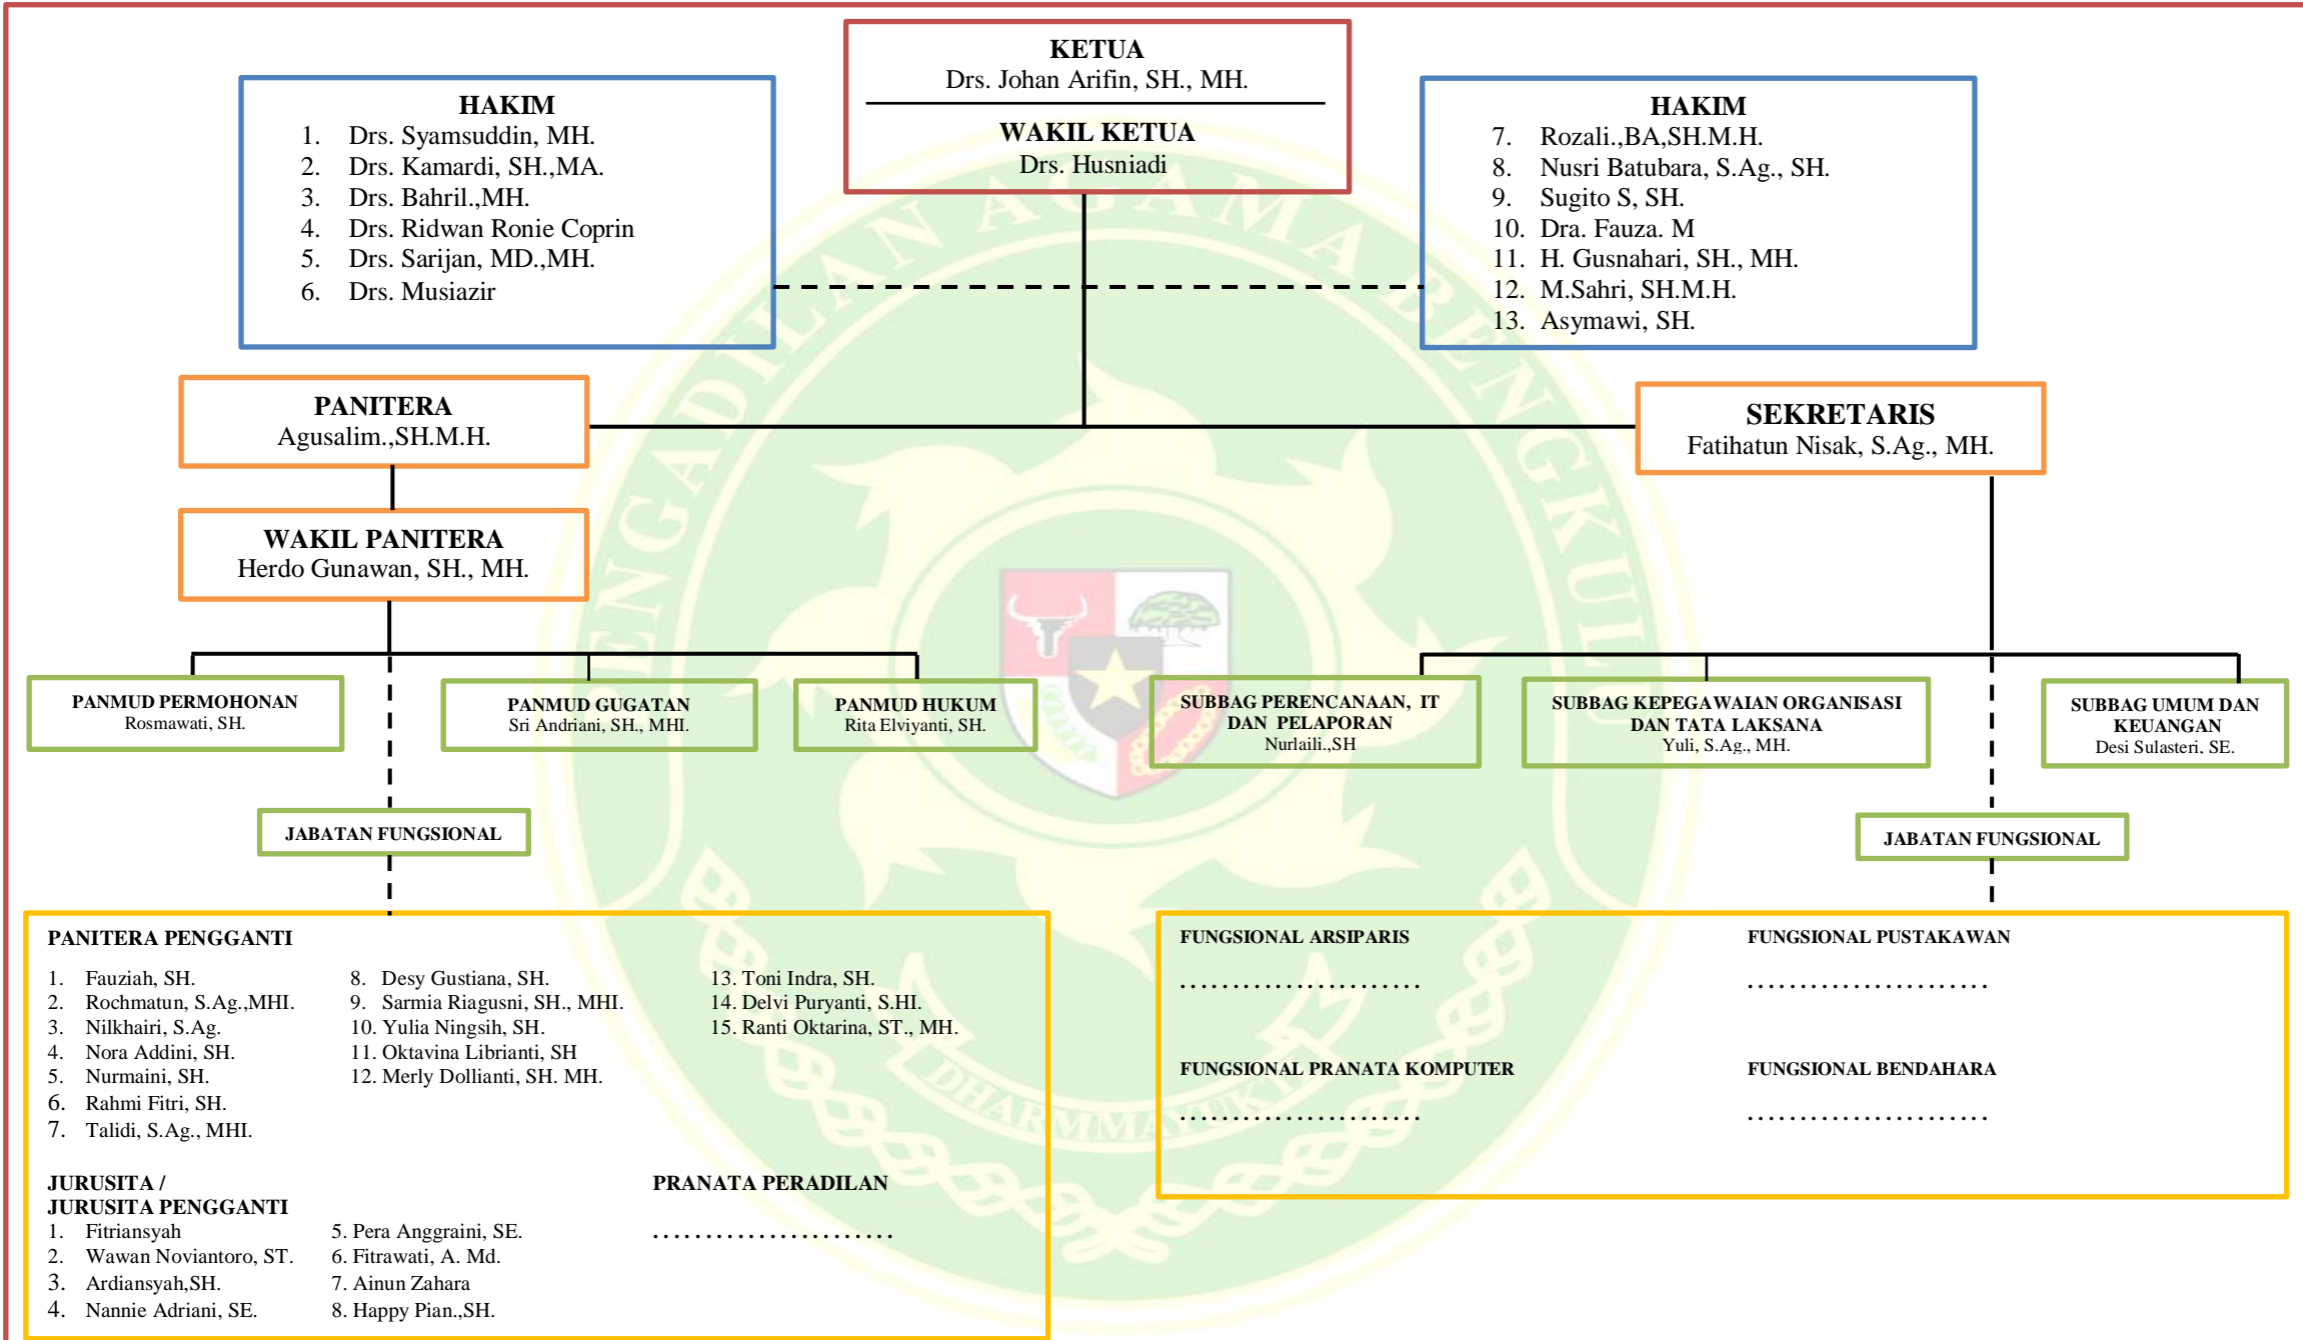 KETUA
Drs. Johan Arifin, SH., MH.
WAKIL KETUA
Drs. Husniadi
HAKIM
1. Drs. Syamsuddin, MH.
2. Drs. Kamardi, SH.,MA.
3. Drs. Bahril.,MH.
4. Drs. Ridwan Ronie Coprin
5. Drs. Sarijan, MD.,MH.
6. Drs. Musiazir
HAKIM
7. Rozali.,BA,SH.M.H.
8. Nusri Batubara, S.Ag., SH.
9. Sugito S, SH.
10. Dra. Fauza. M
11. H. Gusnahari, SH., MH.
12. M.Sahri, SH.M.H.
13. Asymawi, SH.
PENGADILAN AGAMA BENGKULU
PANITERA
Agusalim.,SH.M.H.
SEKRETARIS
Fatihatun Nisak, S.Ag., MH.
WAKIL PANITERA
Herdo Gunawan, SH., MH.
PANMUD PERMOHONAN
Rosmawati, SH.
PANMUD GUGATAN
Sri Andriani, SH., MHI.
PANMUD HUKUM
Rita Elviyanti, SH.
SUBBAG PERENCANAAN, IT
DAN PELAPORAN
Nurlaili.,SH
SUBBAG KEPEGAWAIAN ORGANISASI
DAN TATA LAKSANA
Yuli, S.Ag., MH.
SUBBAG UMUM DAN
KEUANGAN
Desi Sulasteri, SE.
JABATAN FUNGSIONAL
JABATAN FUNGSIONAL
PANITERA PENGGANTI
1. Fauziah, SH.
2. Rochmatun, S.Ag.,MHI.
3. Nilkhairi, S.Ag.
4. Nora Addini, SH.
5. Nurmaini, SH.
6. Rahmi Fitri, SH.
7. Talidi, S.Ag., MHI.
8. Desy Gustiana, SH.
9. Sarmia Riagusni, SH., MHI.
10. Yulia Ningsih, SH.
11. Oktavina Librianti, SH
12. Merly Dollianti, SH. MH.
13. Toni Indra, SH.
14. Delvi Puryanti, S.HI.
15. Ranti Oktarina, ST., MH.
JURUSITA /
JURUSITA PENGGANTI
1. Fitriansyah
2. Wawan Noviantoro, ST.
3. Ardiansyah,SH.
4. Nannie Adriani, SE.
5. Pera Anggraini, SE.
6. Fitrawati, A. Md.
7. Ainun Zahara
8. Happy Pian.,SH.
PRANATA PERADILAN
.......................
FUNGSIONAL ARSIPARIS
.......................
FUNGSIONAL PUSTAKAWAN
.......................
FUNGSIONAL PRANATA KOMPUTER
.......................
FUNGSIONAL BENDAHARA
.......................
DHARMMAYUKTI